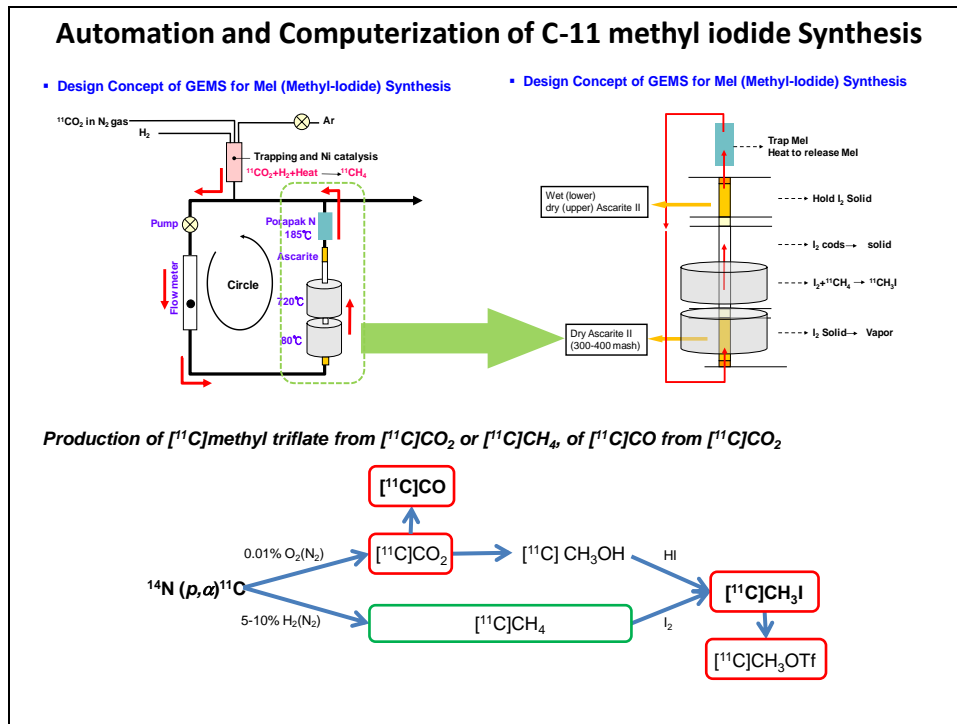 Automation and Computerization of C-11 methyl iodide Synthesis
▪ Design Concept of GEMS for MeI (Methyl-Iodide) Synthesis
¹¹CO₂ in N₂ gas
H₂
Ar
Trapping and Ni catalysis
¹¹CO₂+H₂+Heat → ¹¹CH₄
Pump
Flow meter
Circle
Porapak N
185℃
Ascarite
720℃
80℃
▪ Design Concept of GEMS for MeI (Methyl-Iodide) Synthesis
Trap MeI
Heat to release MeI
Wet (lower)
dry (upper) Ascarite II
Hold I₂ Solid
I₂ cods→ solid
I₂+¹¹CH₄ → ¹¹CH₃I
Dry Ascarite II
(300-400 mash)
I₂ Solid→ Vapor
Production of [¹¹C]methyl triflate from [¹¹C]CO₂ or [¹¹C]CH₄, of [¹¹C]CO from [¹¹C]CO₂
[¹¹C]CO
0.01% O₂(N₂)
[¹¹C]CO₂
[¹¹C] CH₃OH
HI
¹⁴N (p,α)¹¹C
[¹¹C]CH₃I
5-10% H₂(N₂)
[¹¹C]CH₄
I₂
[¹¹C]CH₃OTf